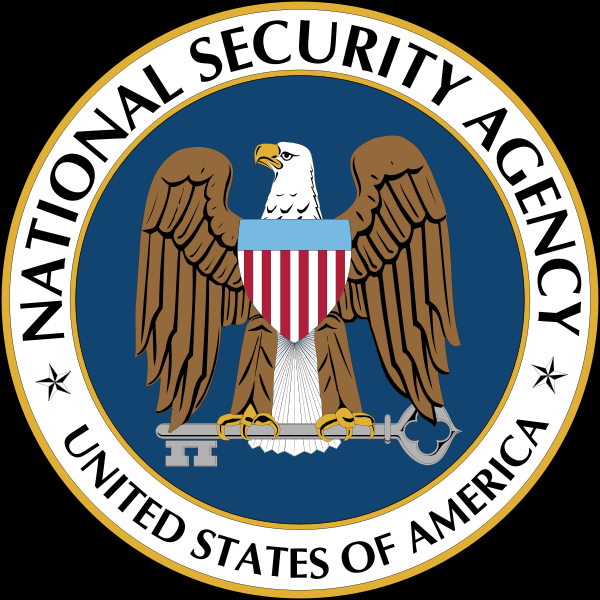 NATIONAL SECURITY AGENCY
UNITED STATES OF AMERICA